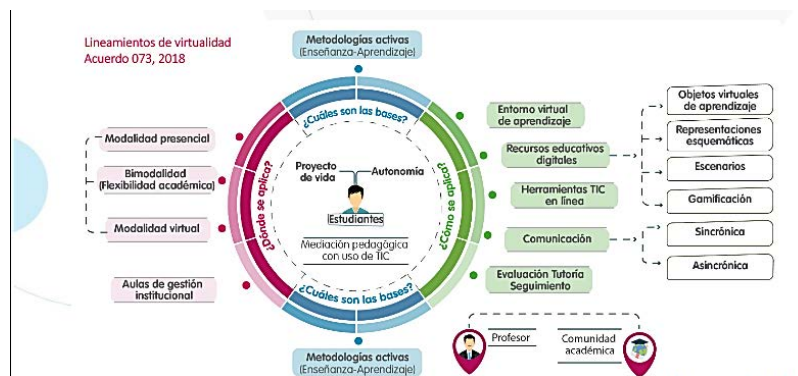 Lineamientos de virtualidad
Acuerdo 073, 2018
Metodologías activas
(Enseñanza-Aprendizaje)
¿Cuáles son las bases?
¿Dónde se aplica?
Modalidad presencial
Bimodalidad
(Flexibilidad académica)
Modalidad virtual
Aulas de gestión
institucional
Proyecto
de vida
Autonomía
Estudiantes
Mediación pedagógica
con uso de TIC
¿Cómo se aplica?
Entorno virtual
de aprendizaje
Recursos educativos
digitales
Herramientas TIC
en línea
Comunicación
Evaluación Tutoría
Seguimiento
Objetos virtuales
de aprendizaje
Representaciones
esquemáticas
Escenarios
Gamificación
Sincrónica
Asincrónica
¿Cuáles son las bases?
Metodologías activas
(Enseñanza-Aprendizaje)
Profesor
Comunidad
académica